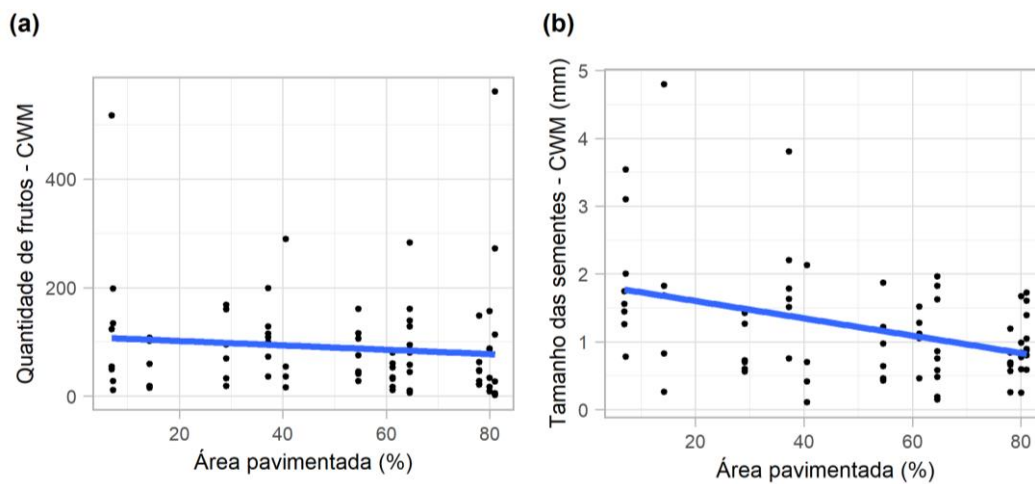 (a)
Quantidade de frutos - CWM
400
200
0
20 40 60 80
Área pavimentada (%)
(b)
Tamanho das sementes - CWM (mm)
5
4
3
2
1
0
20 40 60 80
Área pavimentada (%)